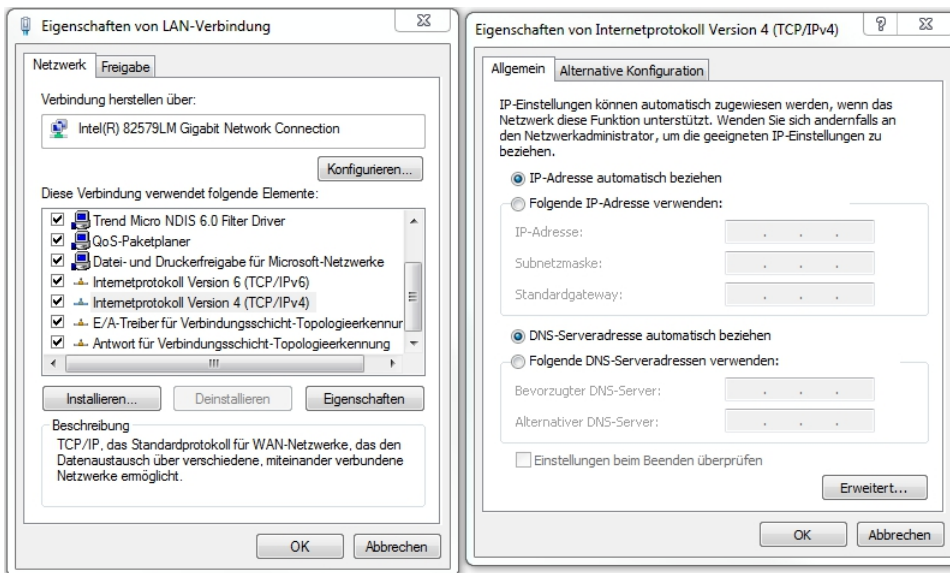 Eigenschaften von LAN-Verbindung
Netzwerk
Freigabe
Verbindung herstellen über:
Intel(R) 82579LM Gigabit Network Connection
Konfigurieren...
Diese Verbindung verwendet folgende Elemente:
Trend Micro NDIS 6.0 Filter Driver
QoS-Paketplaner
Datei- und Druckerfreigabe für Microsoft-Netzwerke
Internetprotokoll Version 6 (TCP/IPv6)
Internetprotokoll Version 4 (TCP/IPv4)
E/A-Treiber für Verbindungsschicht-Topologieerkennur
Antwort für Verbindungsschicht-Topologieerkennung
Installieren...
Deinstallieren
Eigenschaften
Beschreibung
TCP/IP, das Standardprotokoll für WAN-Netzwerke, das den
Datenaustausch über verschiedene, miteinander verbundene
Netzwerke ermöglicht.
OK
Abbrechen
Eigenschaften von Internetprotokoll Version 4 (TCP/IPv4)
Allgemein
Alternative Konfiguration
IP-Einstellungen können automatisch zugewiesen werden, wenn das
Netzwerk diese Funktion unterstützt. Wenden Sie sich andernfalls an
den Netzwerkadministrator, um die geeigneten IP-Einstellungen zu
beziehen.
IP-Adresse automatisch beziehen
Folgende IP-Adresse verwenden:
IP-Adresse:
Subnetzmaske:
Standardgateway:
DNS-Serveradresse automatisch beziehen
Folgende DNS-Serveradressen verwenden:
Bevorzugter DNS-Server:
Alternativer DNS-Server:
Einstellungen beim Beenden überprüfen
Erweitert...
OK
Abbrechen